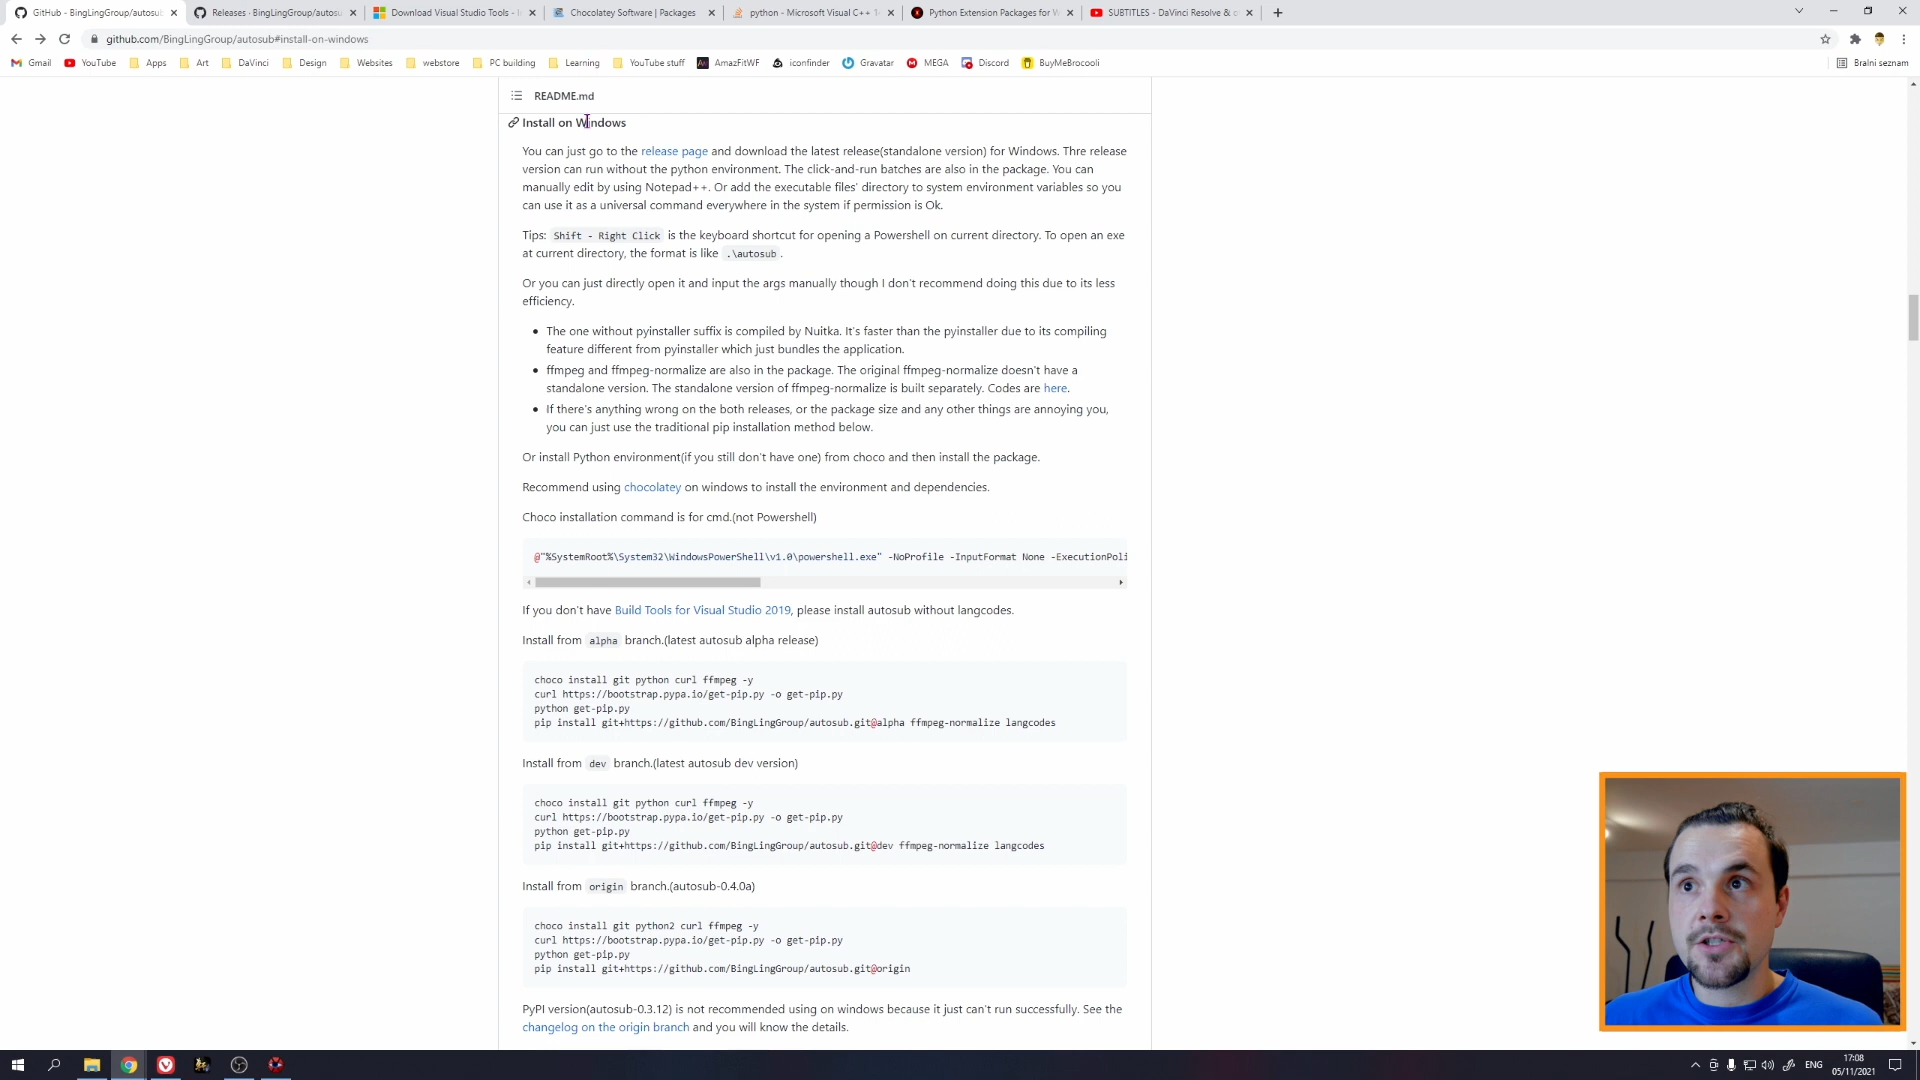 GitHub - BingLingGroup/autosu
Releases · BingLingGroup/autosu
Download Visual Studio Tools - I
Chocolatey Software | Packages
python - Microsoft Visual C++ 1
Python Extension Packages for W
SUBTITLES - DaVinci Resolve & o
github.com/BingLingGroup/autosub#install-on-windows
Gmail
YouTube
Apps
Art
DaVinci
Design
Websites
webstore
PC building
Learning
YouTube stuff
AmazFitWF
iconfinder
Gravatar
MEGA
Discord
BuyMeBrocoli
Bralni seznam
README.md
Install on Windows
You can just go to the release page and download the latest release(standalone version) for Windows. Thre release
version can run without the python environment. The click-and-run batches are also in the package. You can
manually edit by using Notepad++. Or add the executable files' directory to system environment variables so you
can use it as a universal command everywhere in the system if permission is Ok.
Tips: Shift - Right Click is the keyboard shortcut for opening a Powershell on current directory. To open an exe
at current directory, the format is like .\autosub .
Or you can just directly open it and input the args manually though I don't recommend doing this due to its less
efficiency.
• The one without pyinstaller suffix is compiled by Nuitka. It's faster than the pyinstaller due to its compiling
feature different from pyinstaller which just bundles the application.
• ffmpeg and ffmpeg-normalize are also in the package. The original ffmpeg-normalize doesn't have a
standalone version. The standalone version of ffmpeg-normalize is built separately. Codes are here.
• If there's anything wrong on the both releases, or the package size and any other things are annoying you,
you can just use the traditional pip installation method below.
Or install Python environment(if you still don't have one) from choco and then install the package.
Recommend using chocolatey on windows to install the environment and dependencies.
Choco installation command is for cmd.(not Powershell)
@"%SystemRoot%\System32\WindowsPowerShell\v1.0\powershell.exe" -NoProfile -InputFormat None -ExecutionPoli
If you don't have Build Tools for Visual Studio 2019, please install autosub without langcodes.
Install from alpha branch.(latest autosub alpha release)
choco install git python curl ffmpeg -y
curl https://bootstrap.pypa.io/get-pip.py -o get-pip.py
python get-pip.py
pip install git+https://github.com/BingLingGroup/autosub.git@alpha ffmpeg-normalize langcodes
Install from dev branch.(latest autosub dev version)
choco install git python curl ffmpeg -y
curl https://bootstrap.pypa.io/get-pip.py -o get-pip.py
python get-pip.py
pip install git+https://github.com/BingLingGroup/autosub.git@dev ffmpeg-normalize langcodes
Install from origin branch.(autosub-0.4.0a)
choco install git python2 curl ffmpeg -y
curl https://bootstrap.pypa.io/get-pip.py -o get-pip.py
python get-pip.py
pip install git+https://github.com/BingLingGroup/autosub.git@origin
PyPI version(autosub-0.3.12) is not recommended using on windows because it just can't run successfully. See the
changelog on the origin branch and you will know the details.
ENG
17:08
05/11/2021